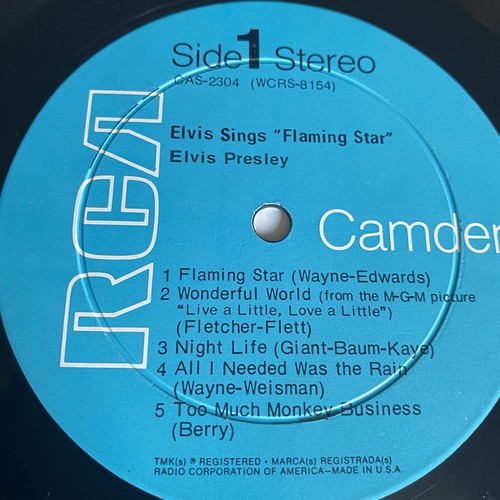 Side 1 Stereo
CAS-2304 (WCRS-8154)
Elvis Sings "Flaming Star"
Elvis Presley
RCA
Camden
1 Flaming Star (Wayne-Edwards)
2 Wonderful World (from the M-G-M picture
"Live a Little, Love a Little")
(Fletcher-Flett)
3 Night Life (Giant-Baum-Kaye)
4 All I Needed Was the Rain
(Wayne-Weisman)
5 Too Much Monkey Business
(Berry)
TMK(s) ® REGISTERED • MARCA(s) REGISTRADA(s)
RADIO CORPORATION OF AMERICA—MADE IN U.S.A.